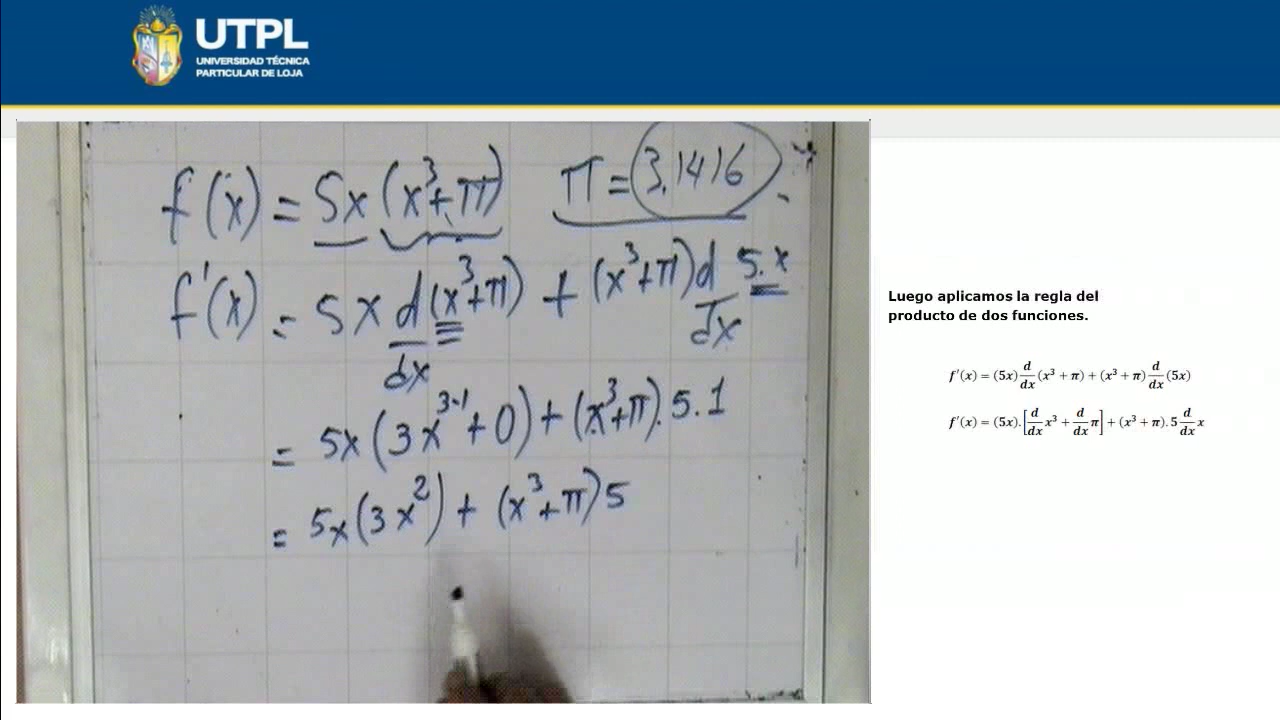 UTPL
UNIVERSIDAD TÉCNICA
PARTICULAR DE LOJA
f(x) = 5x (x³+π) π = 3.1416
f'(x) = 5x d/dx (x³+π) + (x³+π) d/dx 5.x
= 5x (3x³⁻¹ + 0) + (x³+π).5.1
= 5x (3x²) + (x³+π)5
Luego aplicamos la regla del
producto de dos funciones.
f'(x) = (5x) d/dx (x³ + π) + (x³ + π) d/dx (5x)
f'(x) = (5x). [d/dx x³ + d/dx π] + (x³ + π).5 d/dx x